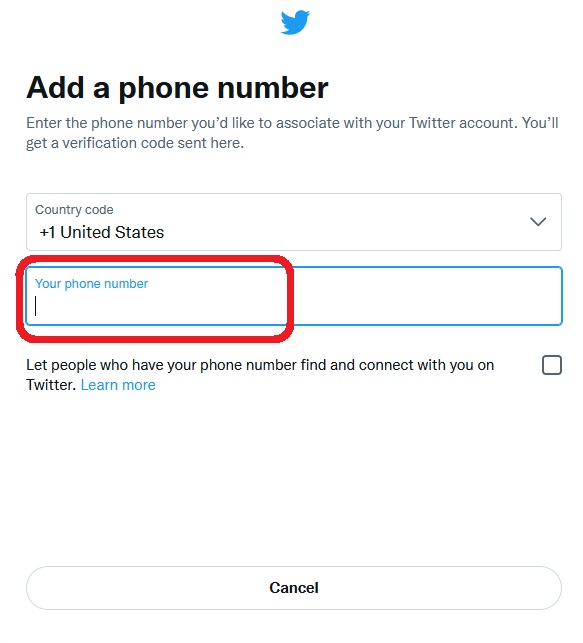 Add a phone number
Enter the phone number you’d like to associate with your Twitter account. You’ll
get a verification code sent here.
Country code
+1 United States
Your phone number
Let people who have your phone number find and connect with you on
Twitter. Learn more
Cancel